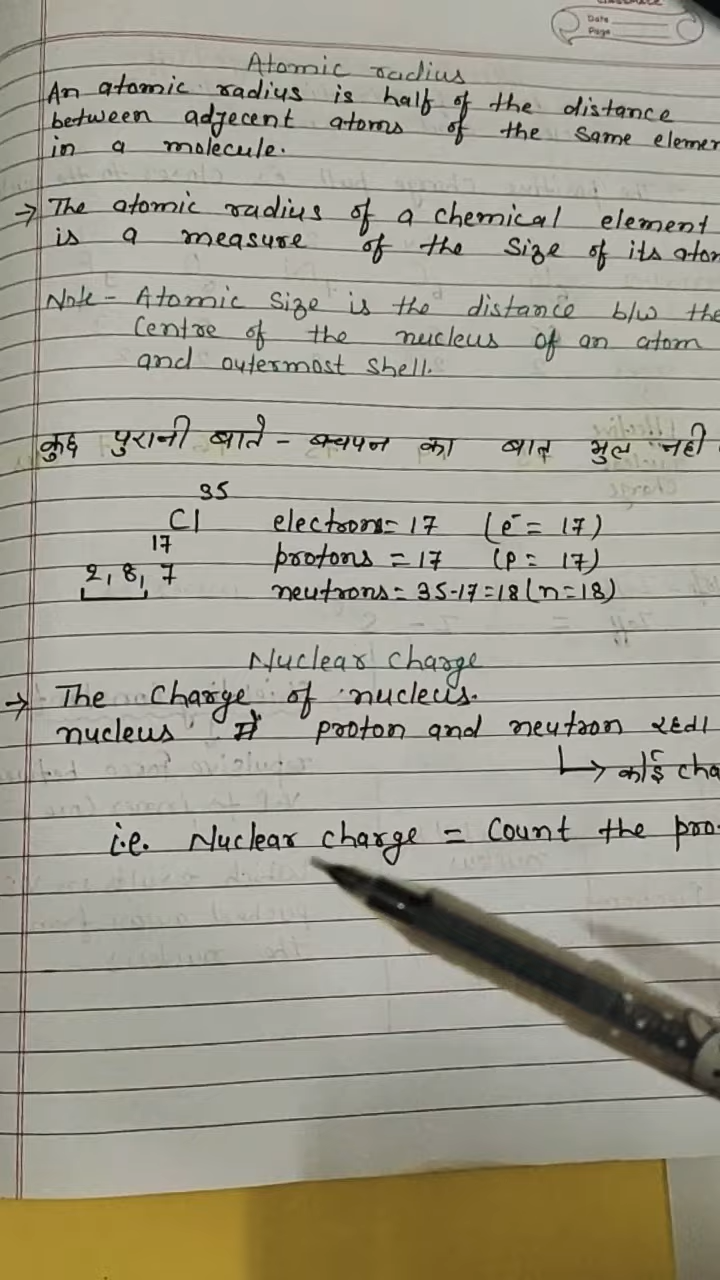 Date
Page
Atomic radius
An atomic radius is half of the distance
between adjecent atoms of the same elemen
in a molecule.
→ The atomic radius of a chemical element
is a measure of the size of its atom
Note - Atomic size is the distance b/w the
centre of the nucleus of an atom
and outermost shell.
पुरानी बाते - का बात भुल नही
35
Cl electrons = 17 (e⁻ = 17)
17 protons = 17 (p = 17)
2, 8, 7 neutrons = 35-17 = 18 (n = 18)
Nuclear charge
→ The charge of nucleus.
nucleus में proton and neutron रहता
↳ कोई cha
i.e. Nuclear charge = Count the pro